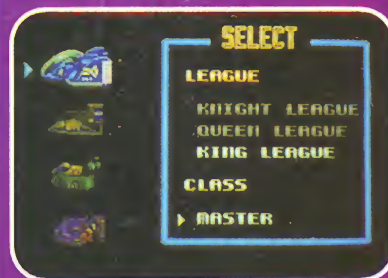 SELECT
LEAGUE
KNIGHT LEAGUE
QUEEN LEAGUE
KING LEAGUE
CLASS
MASTER